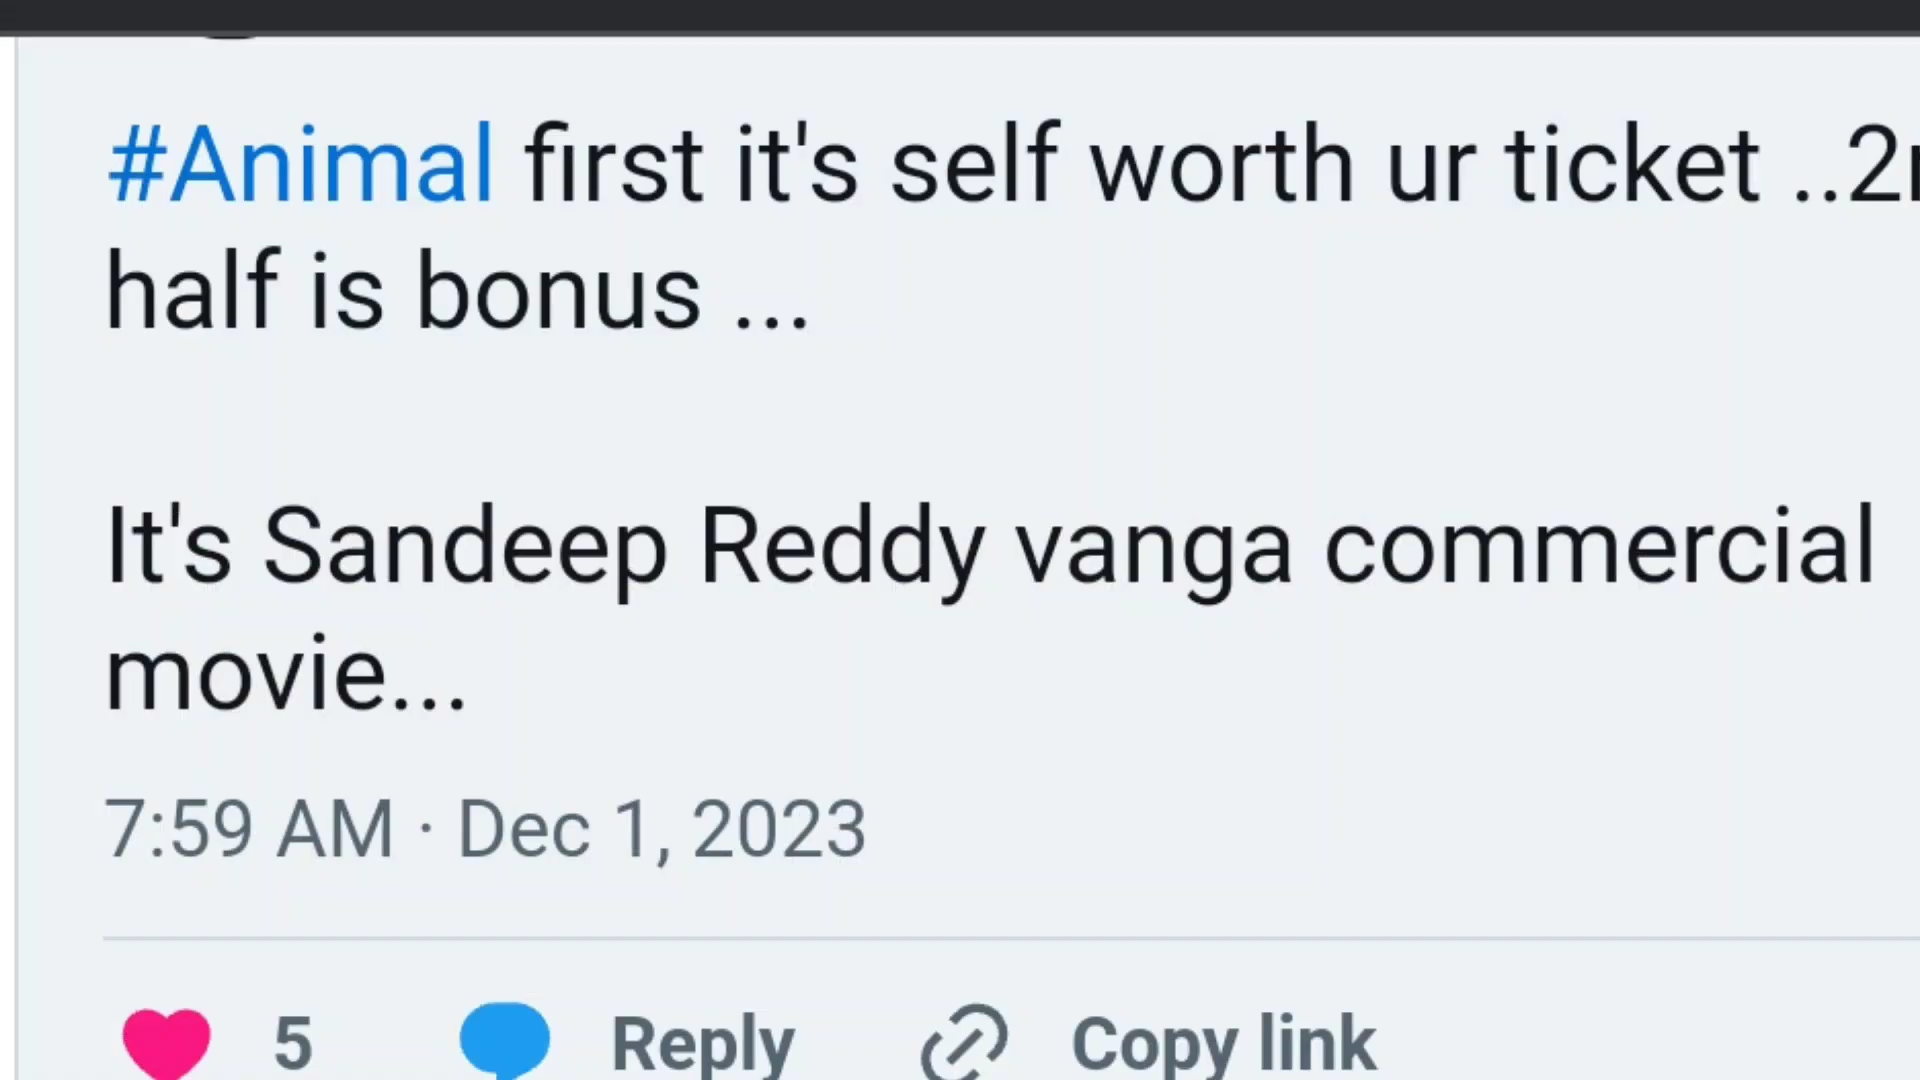 #Animal first it's self worth ur ticket ..
half is bonus ...
It's Sandeep Reddy vanga commercial
movie...
7:59 AM · Dec 1, 2023
5 Reply Copy link